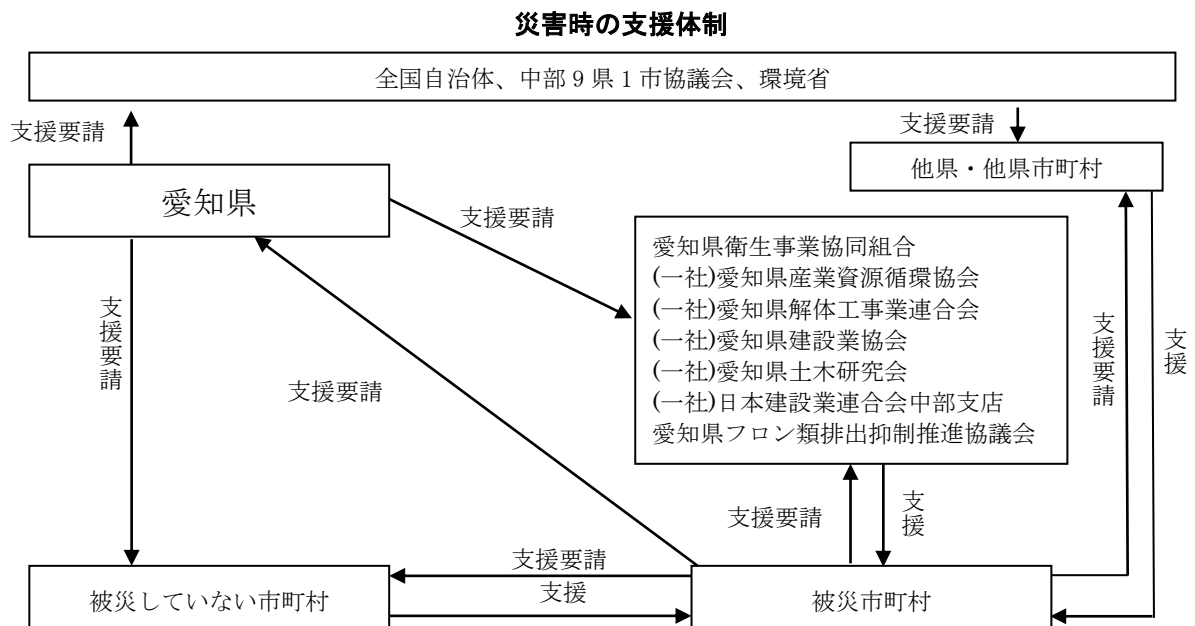 災害時の支援体制
全国自治体、中部9県1市協議会、環境省
支援要請
支援要請
他県・他県市町村
愛知県
支援要請
愛知県衛生事業協同組合
(一社)愛知県産業資源循環協会
(一社)愛知県解体工事業連合会
(一社)愛知県建設業協会
(一社)愛知県土木研究会
(一社)日本建設業連合会中部支店
愛知県フロン類排出抑制推進協議会
支援要請
支援要請
支援要請
支援
支援要請
支援
支援要請
支援
被災していない市町村
被災市町村